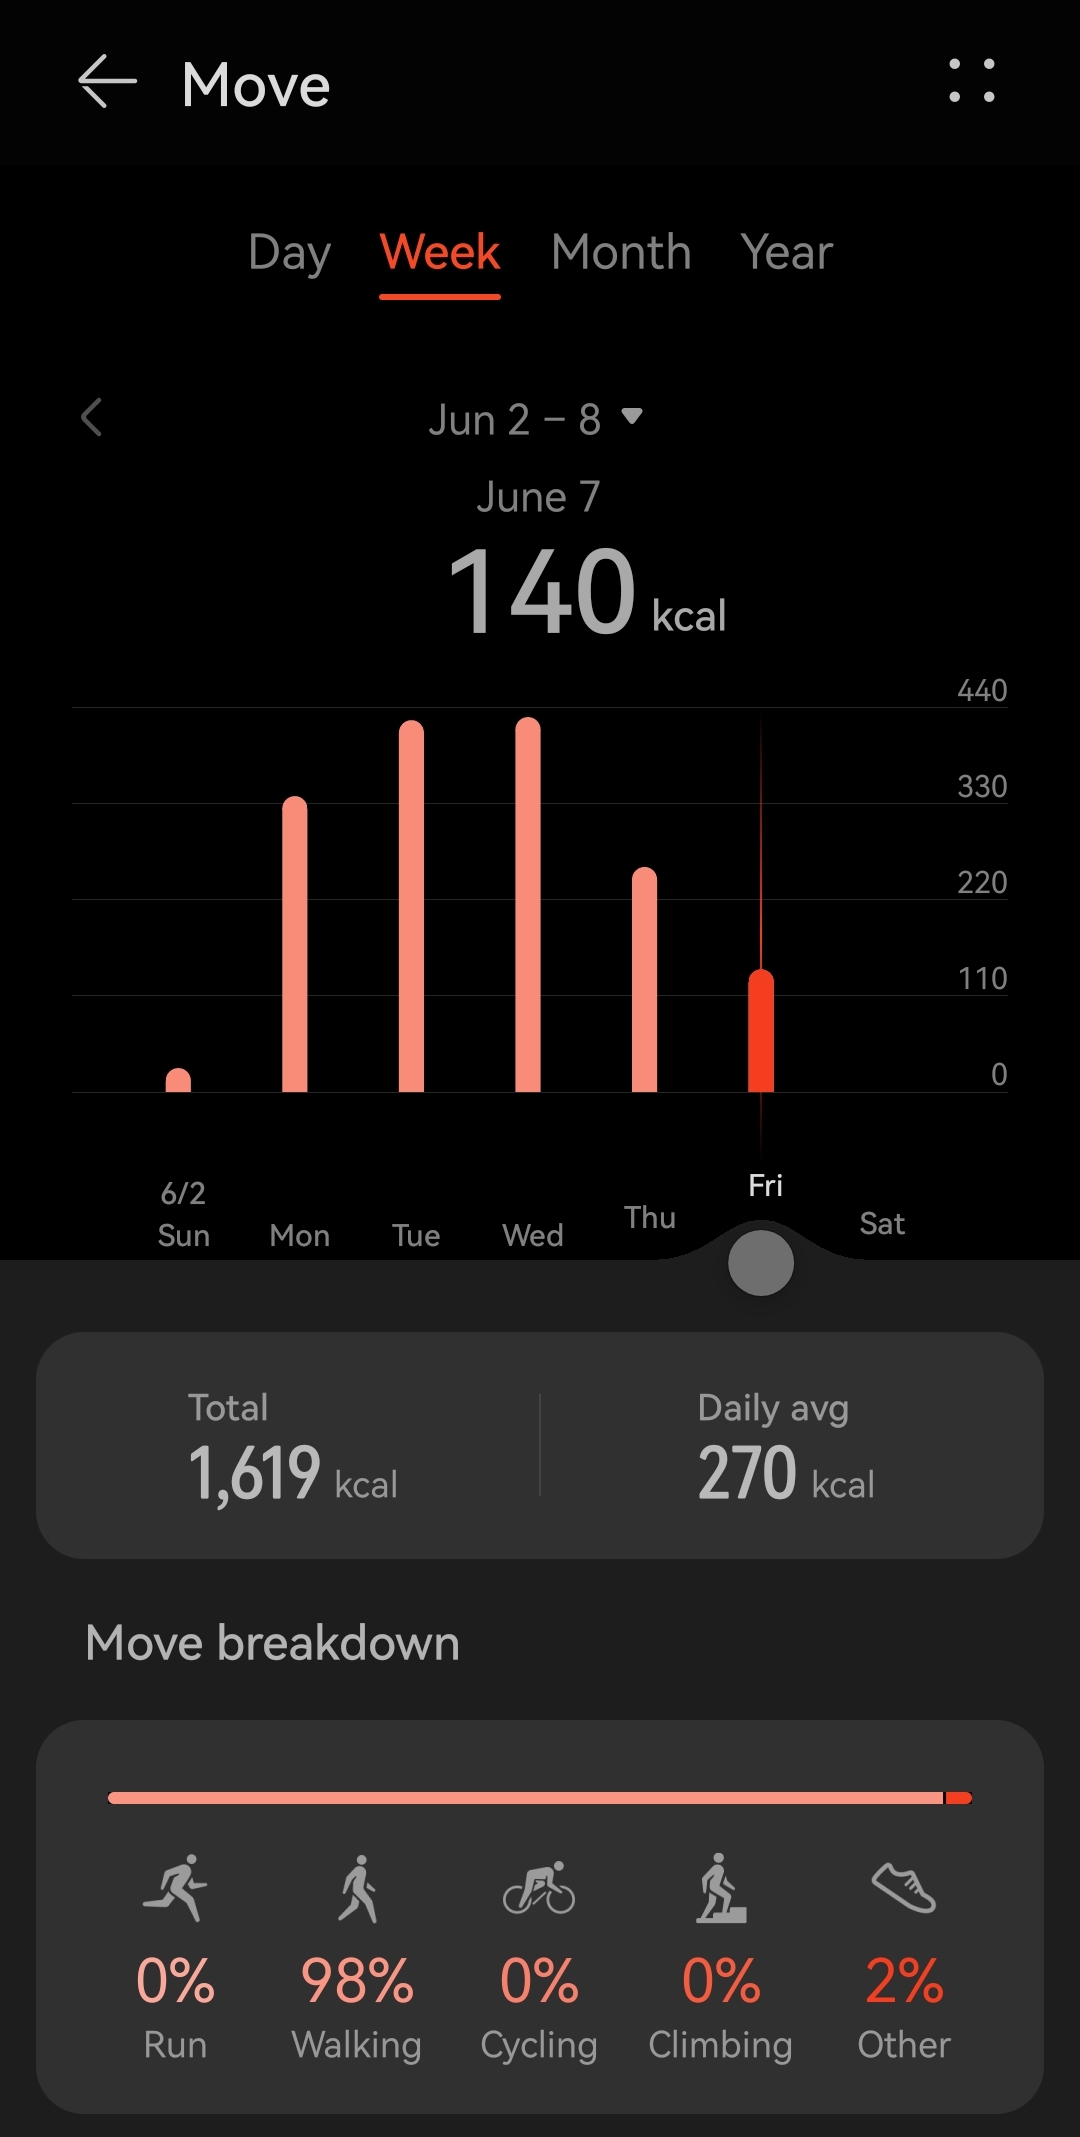 Move
Day Week Month Year
Jun 2 – 8
June 7
140 kcal
440
330
220
110
0
6/2
Sun Mon Tue Wed Thu Fri Sat
Total Daily avg
1,619 kcal 270 kcal
Move breakdown
0% 98% 0% 0% 2%
Run Walking Cycling Climbing Other